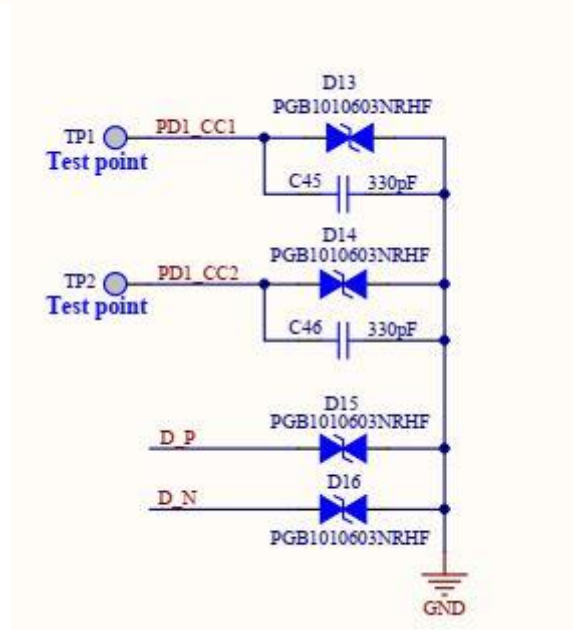 D13
PGB1010603NRHF
TP1 PD1_CC1
Test point
C45 330pF
D14
PGB1010603NRHF
TP2 PD1_CC2
Test point
C46 330pF
D15
PGB1010603NRHF
D_P
D16
D_N
PGB1010603NRHF
GND